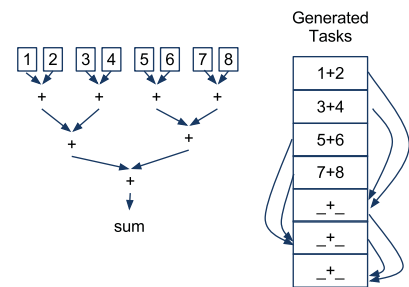 Generated
Tasks
1 2 3 4 5 6 7 8
+ + + +
+ +
+
sum
1+2
3+4
5+6
7+8
_+_
_+_
_+_